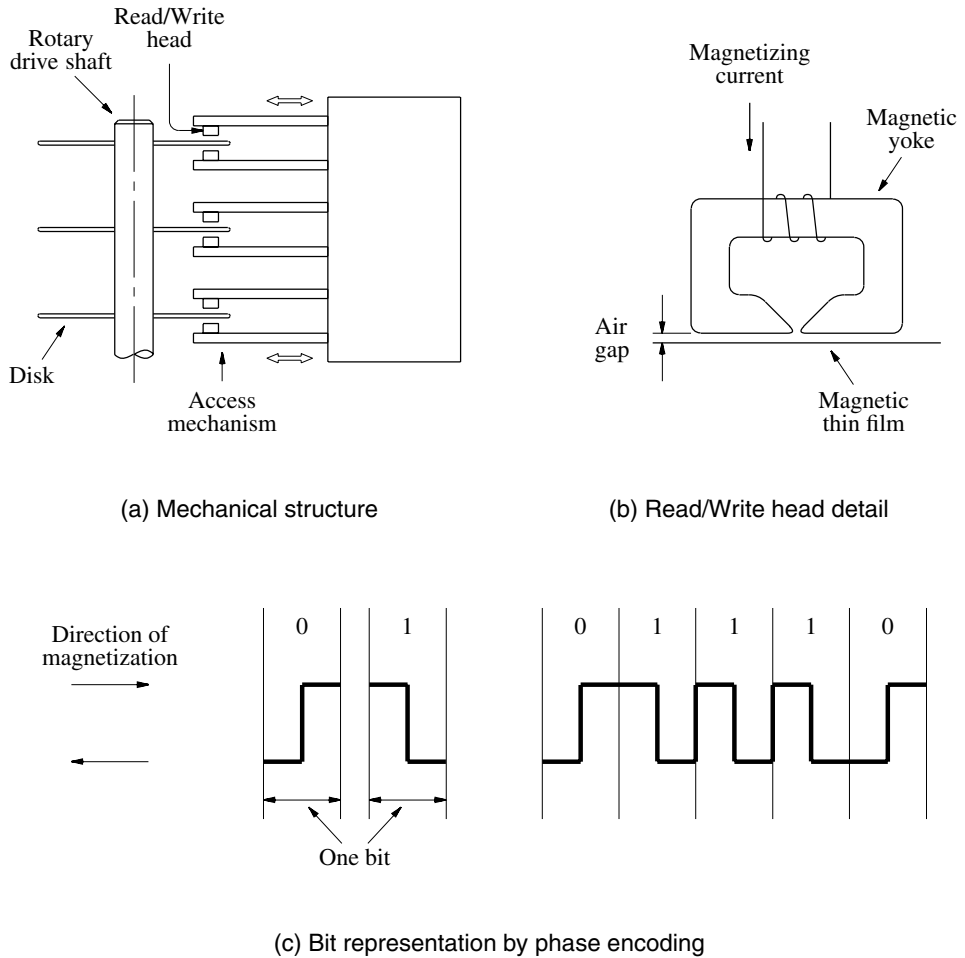 Read/Write
head
Rotary
drive shaft
Disk
Access
mechanism
Magnetizing
current
Magnetic
yoke
Air
gap
Magnetic
thin film
(a) Mechanical structure
(b) Read/Write head detail
Direction of
magnetization
0 1
0 1 1 1 0
One bit
(c) Bit representation by phase encoding